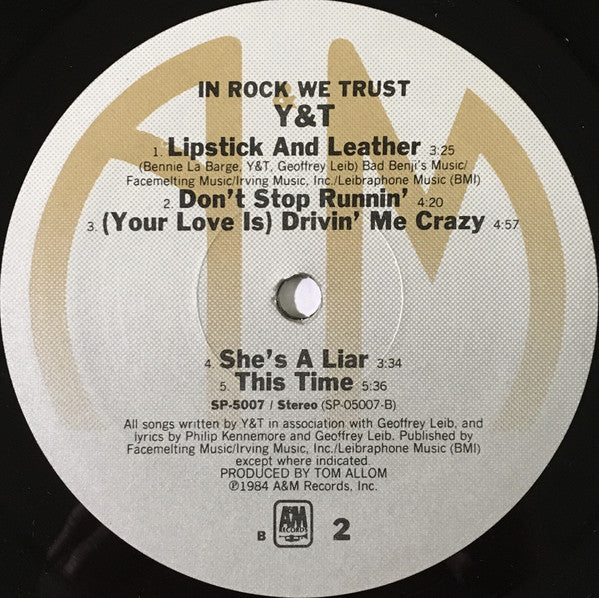 IN ROCK WE TRUST
Y&T
1. Lipstick And Leather 3:25
(Bennie La Barge, Y&T, Geoffrey Leib) Bad Benji's Music/
Facemelting Music/Irving Music, Inc./Leibraphone Music (BMI)
2. Don't Stop Runnin' 4:20
3. (Your Love Is) Drivin' Me Crazy 4:57
4. She's A Liar 3:34
5. This Time 5:36
SP-5007 / Stereo (SP-05007-B)
All songs written by Y&T in association with Geoffrey Leib, and
lyrics by Philip Kennemore and Geoffrey Leib. Published by
Facemelting Music/Irving Music, Inc./Leibraphone Music (BMI)
except where indicated.
PRODUCED BY TOM ALLOM
℗1984 A&M Records, Inc.
B A&M RECORDS 2